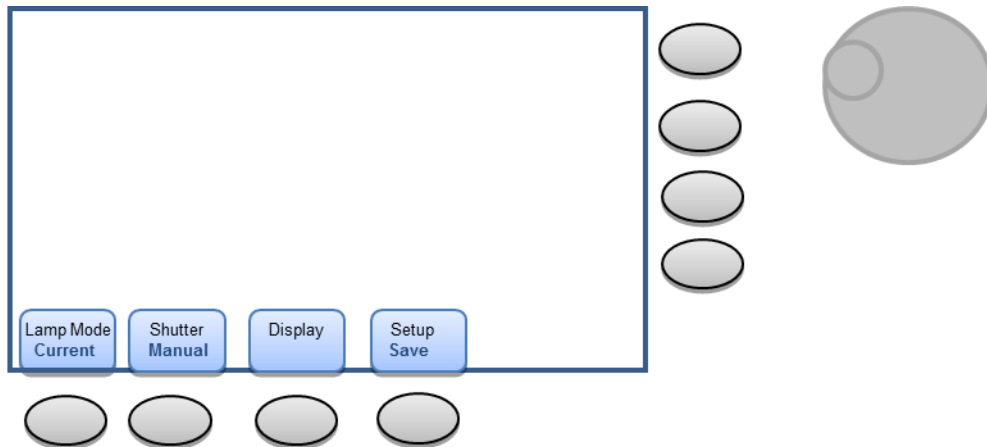 Lamp Mode
Current
Shutter
Manual
Display
Setup
Save